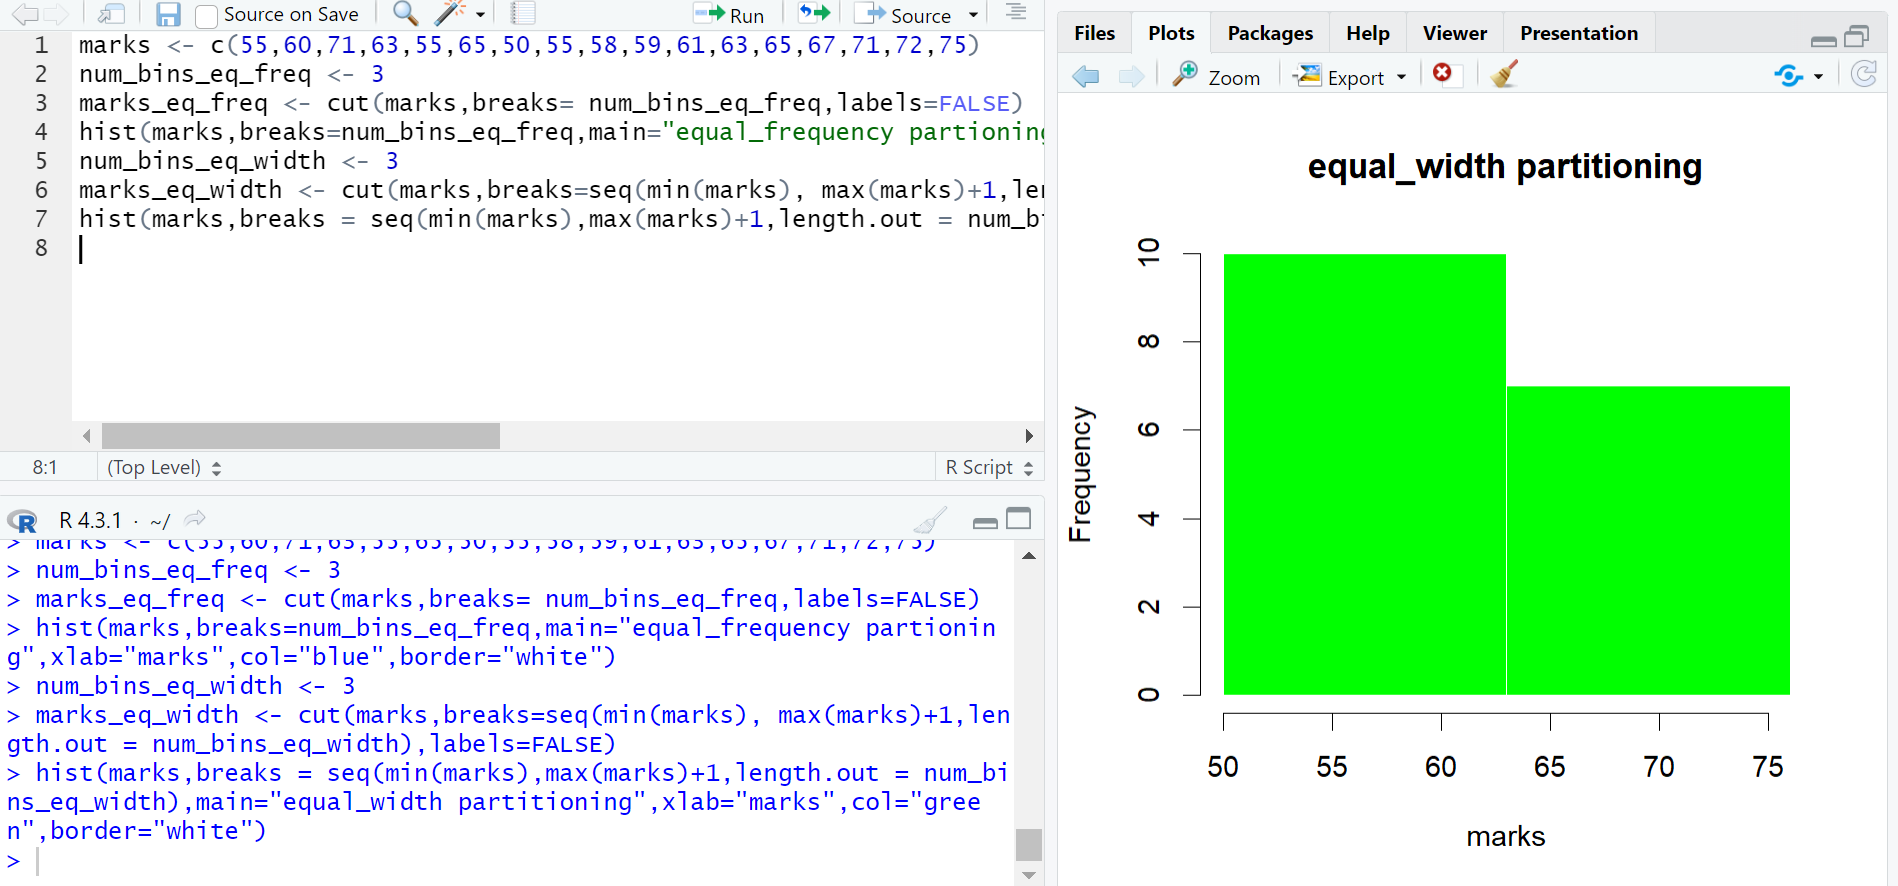 Source on Save
Run
Source
1 marks <- c(55,60,71,63,55,65,50,55,58,59,61,63,65,67,71,72,75)
2 num_bins_eq_freq <- 3
3 marks_eq_freq <- cut(marks,breaks= num_bins_eq_freq,labels=FALSE)
4 hist(marks,breaks=num_bins_eq_freq,main="equal_frequency partioning
5 num_bins_eq_width <- 3
6 marks_eq_width <- cut(marks,breaks=seq(min(marks), max(marks)+1,len
7 hist(marks,breaks = seq(min(marks),max(marks)+1,length.out = num_b
8
8:1 (Top Level) R Script
R 4.3.1 · ~/
> marks <- c(55,60,71,63,55,65,50,55,58,59,61,63,65,67,71,72,75)
> num_bins_eq_freq <- 3
> marks_eq_freq <- cut(marks,breaks= num_bins_eq_freq,labels=FALSE)
> hist(marks,breaks=num_bins_eq_freq,main="equal_frequency partionin
g",xlab="marks",col="blue",border="white")
> num_bins_eq_width <- 3
> marks_eq_width <- cut(marks,breaks=seq(min(marks), max(marks)+1,len
gth.out = num_bins_eq_width),labels=FALSE)
> hist(marks,breaks = seq(min(marks),max(marks)+1,length.out = num_bi
ns_eq_width),main="equal_width partitioning",xlab="marks",col="gree
n",border="white")
>
Files Plots Packages Help Viewer Presentation
Zoom Export
equal_width partitioning
Frequency
10
8
6
4
2
0
50 55 60 65 70 75
marks